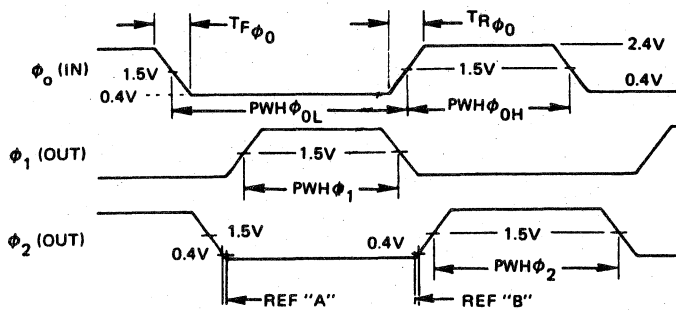 TFϕ0
TRϕ0
2.4V
ϕo (IN)
1.5V
1.5V
0.4V
0.4V
PWHϕ0L
PWHϕ0H
ϕ1 (OUT)
1.5V
PWHϕ1
ϕ2 (OUT)
1.5V
1.5V
0.4V
0.4V
PWHϕ2
REF "A"
REF "B"